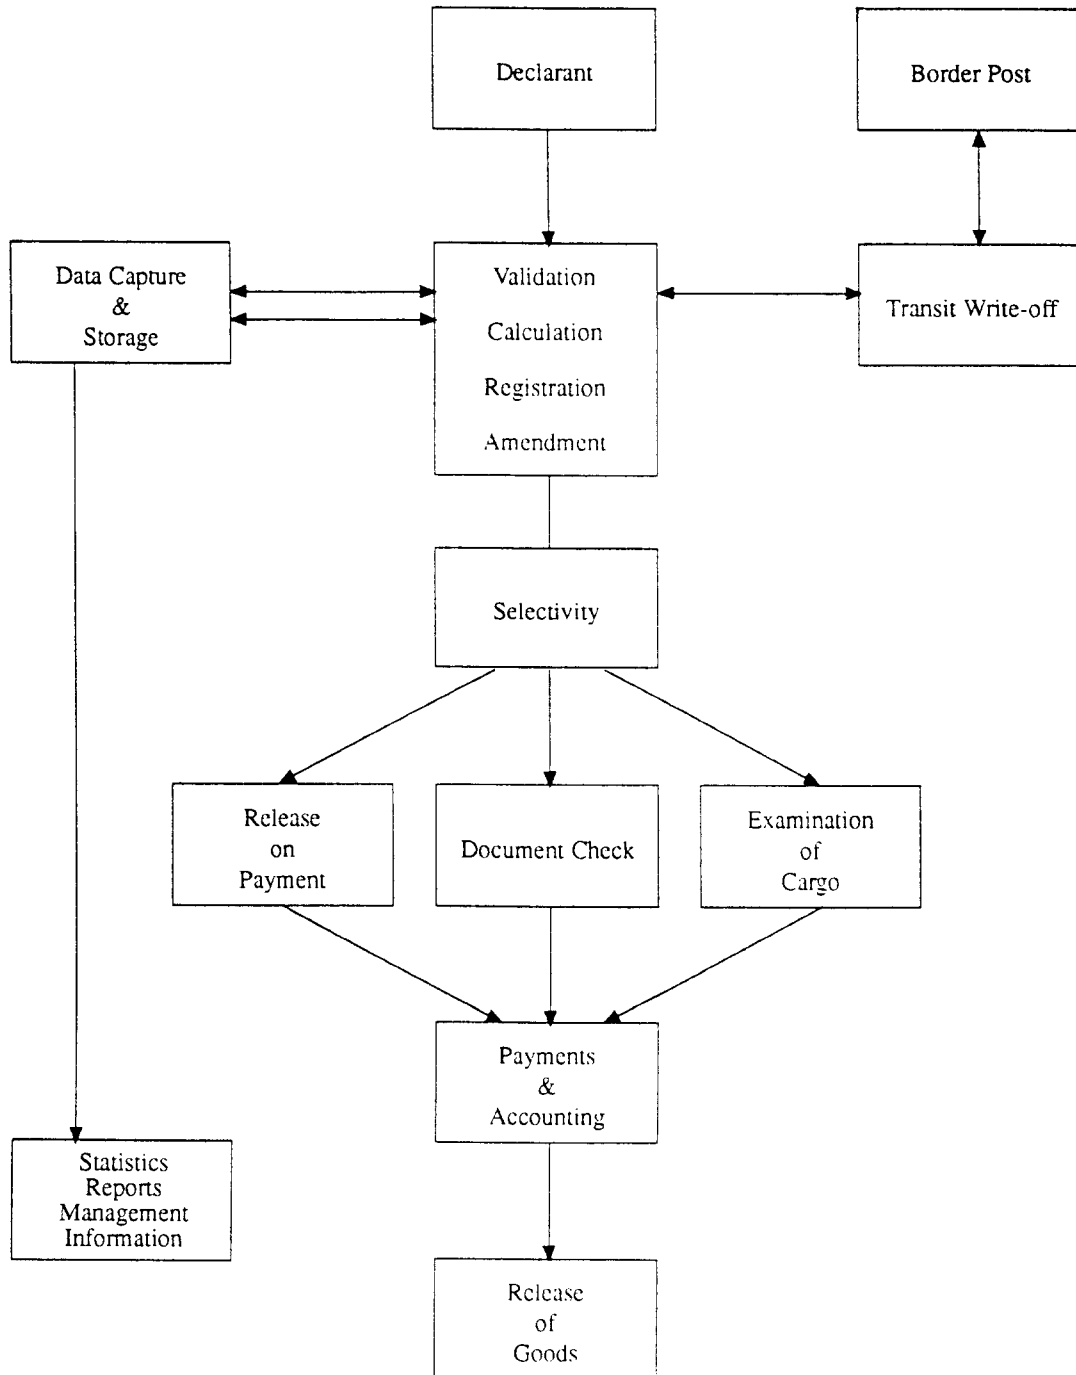 Declarant
Border Post
Data Capture
&
Storage
Validation
Calculation
Registration
Amendment
Transit Write-off
Selectivity
Release
on
Payment
Document Check
Examination
of
Cargo
Payments
&
Accounting
Statistics
Reports
Management
Information
Release
of
Goods